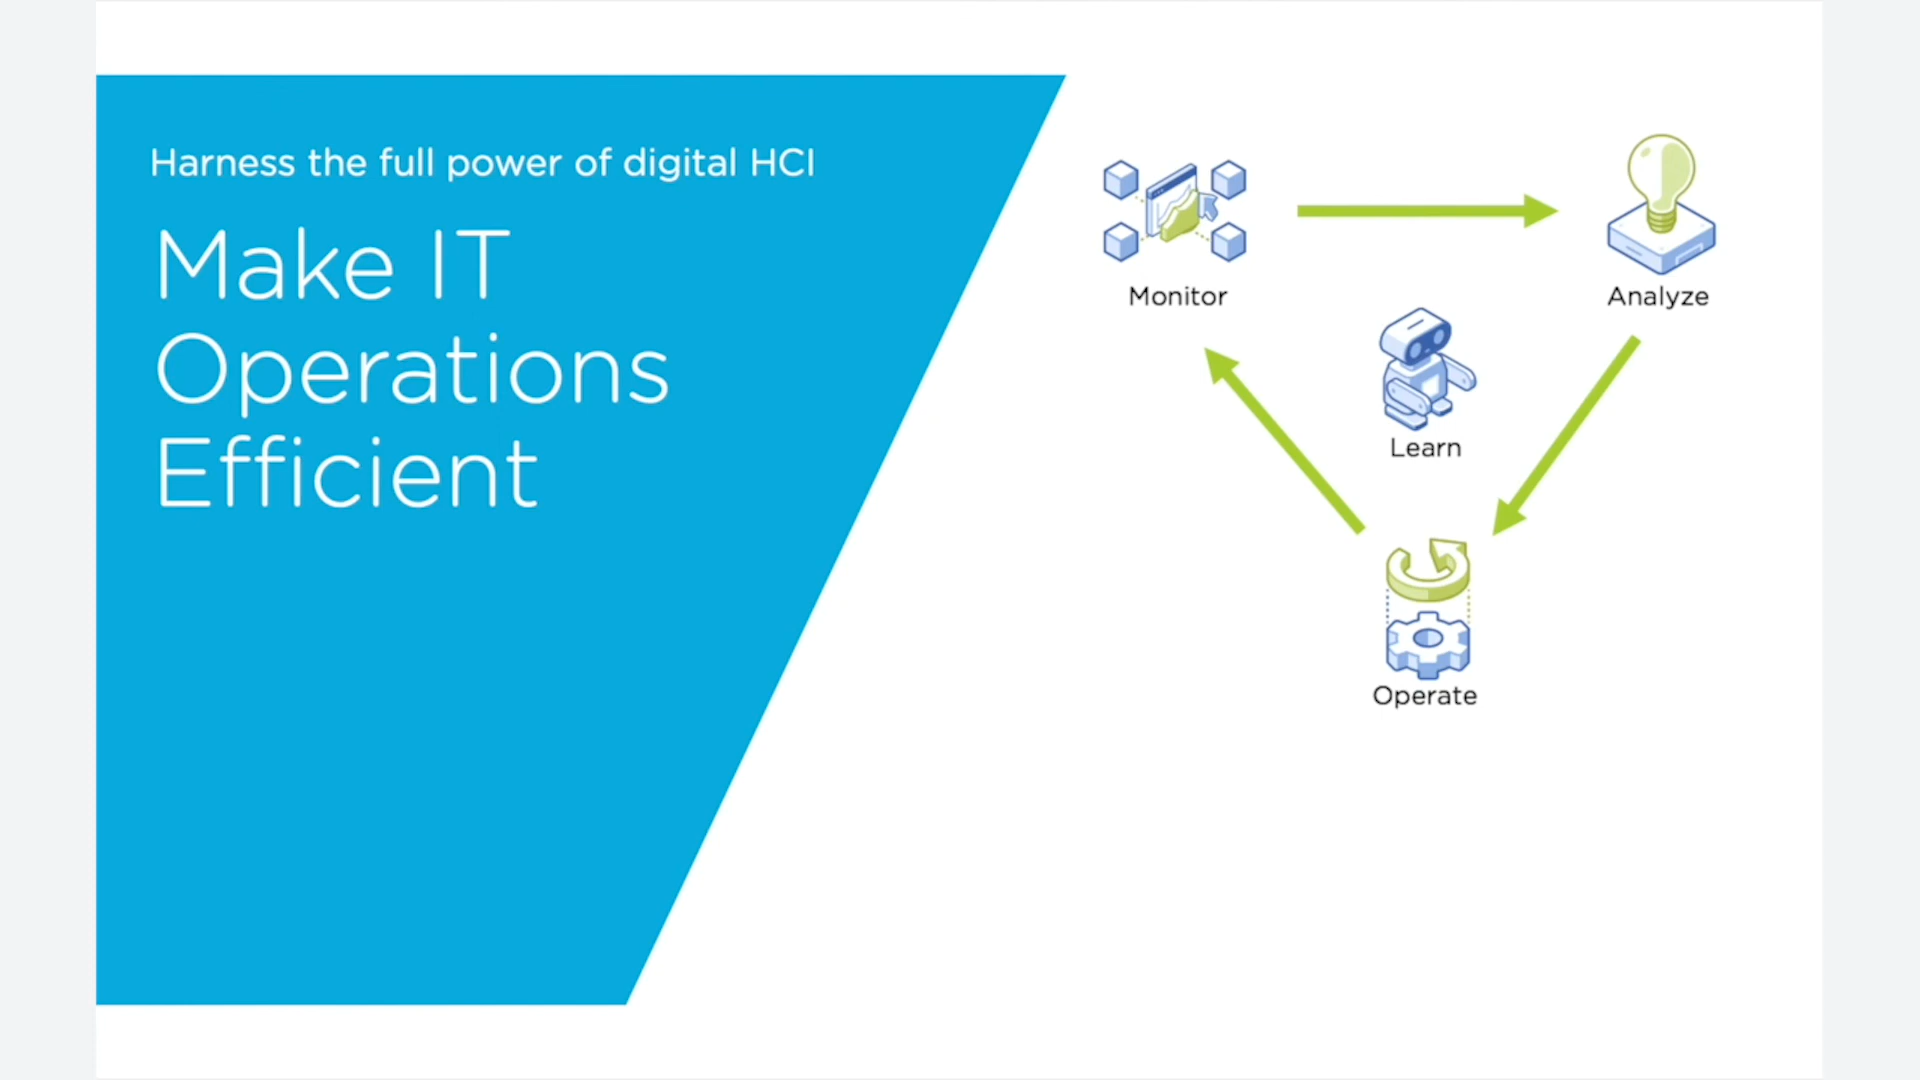 Harness the full power of digital HCI
Make IT
Operations
Efficient
Monitor
Analyze
Learn
Operate